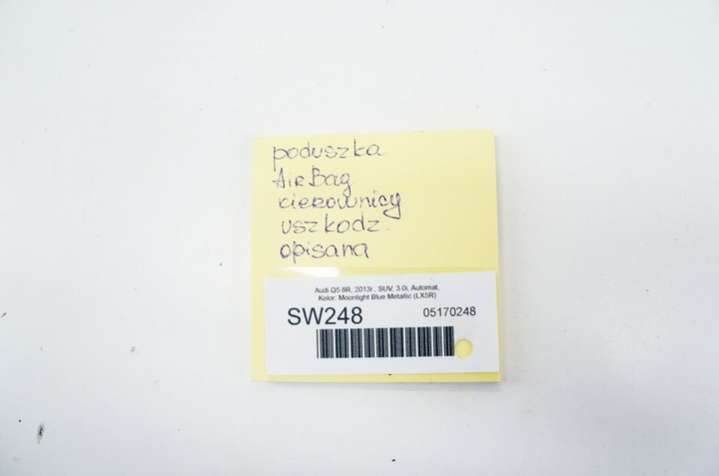 poduszka
AirBag
kierownicy
uszkodz.
opisana
Audi Q5 8R, 2013r., SUV, 3.0i, Automat,
Kolor: Moonlight Blue Metallic (LX5R)
SW248 05170248